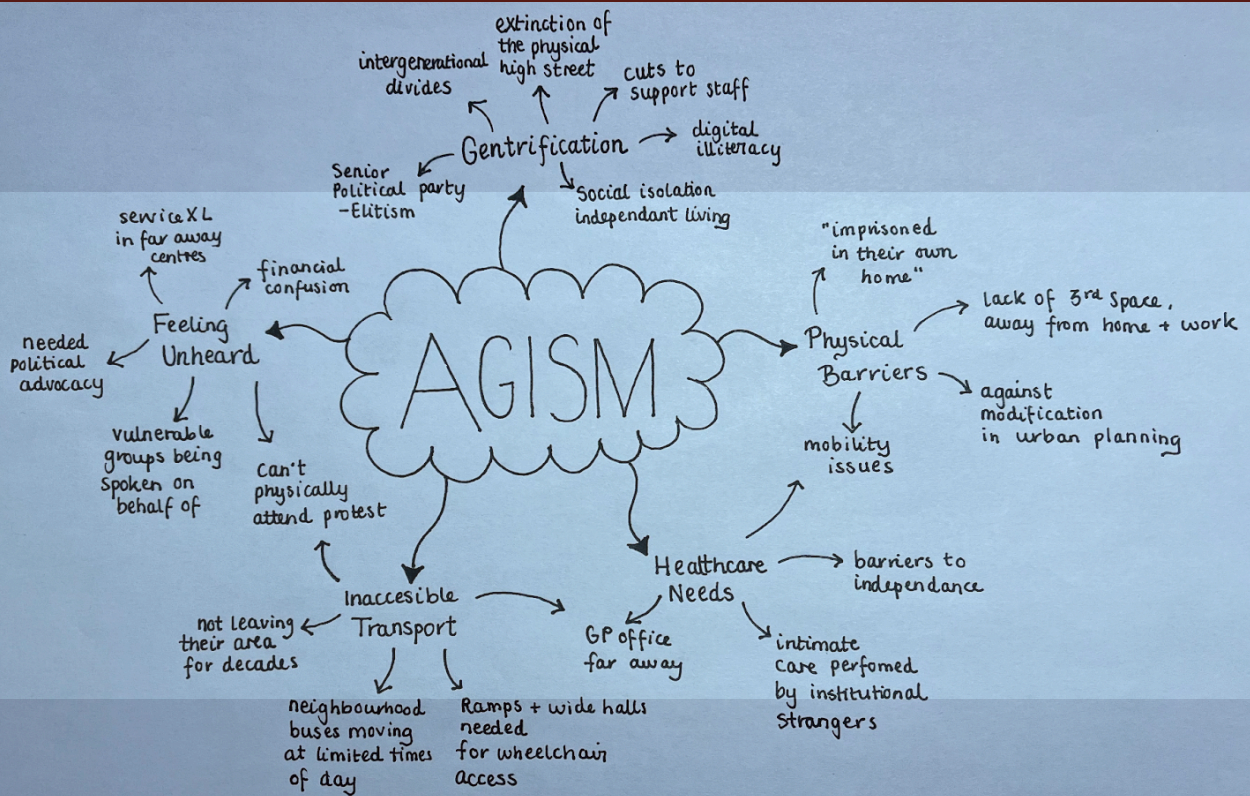 extinction of
the physical
high street
intergenerational
divides
cuts to
support staff
Gentrification
digital
illiteracy
Senior
Political party
-Elitism
Social isolation
independant living
service XL
in far away
centres
financial
confusion
Feeling
Unheard
needed
political
advocacy
vulnerable
groups being
spoken on
behalf of
can't
physically
attend protest
AGISM
"imprisoned
in their own
home"
Physical
Barriers
lack of 3rd space,
away from home + work
against
modification
in urban planning
mobility
issues
Inaccesible
Transport
not leaving
their area
for decades
neighbourhood
buses moving
at limited times
of day
Ramps + wide halls
needed
for wheelchair
access
Healthcare
Needs
barriers to
independance
GP office
far away
intimate
care perfomed
by institutional
strangers